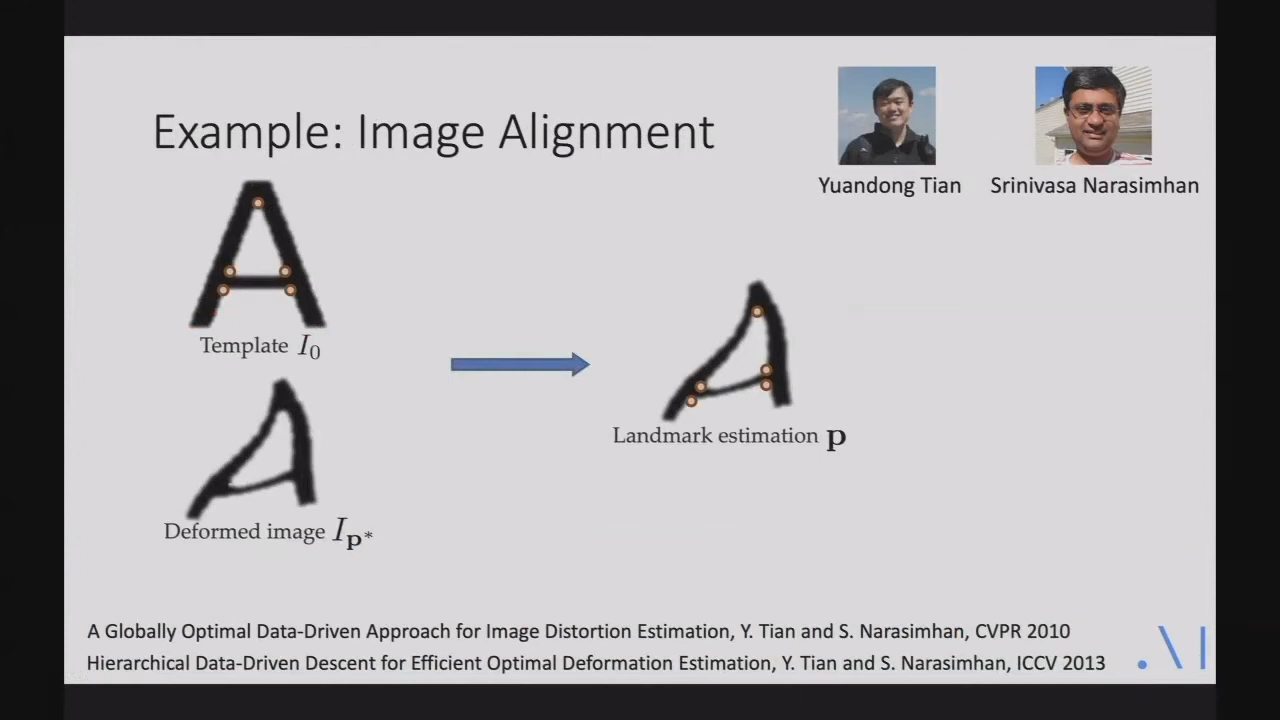 Example: Image Alignment
Yuandong Tian
Srinivasa Narasimhan
A
Template I₀
Deformed image Iₚ*
Landmark estimation p
A Globally Optimal Data-Driven Approach for Image Distortion Estimation, Y. Tian and S. Narasimhan, CVPR 2010
Hierarchical Data-Driven Descent for Efficient Optimal Deformation Estimation, Y. Tian and S. Narasimhan, ICCV 2013